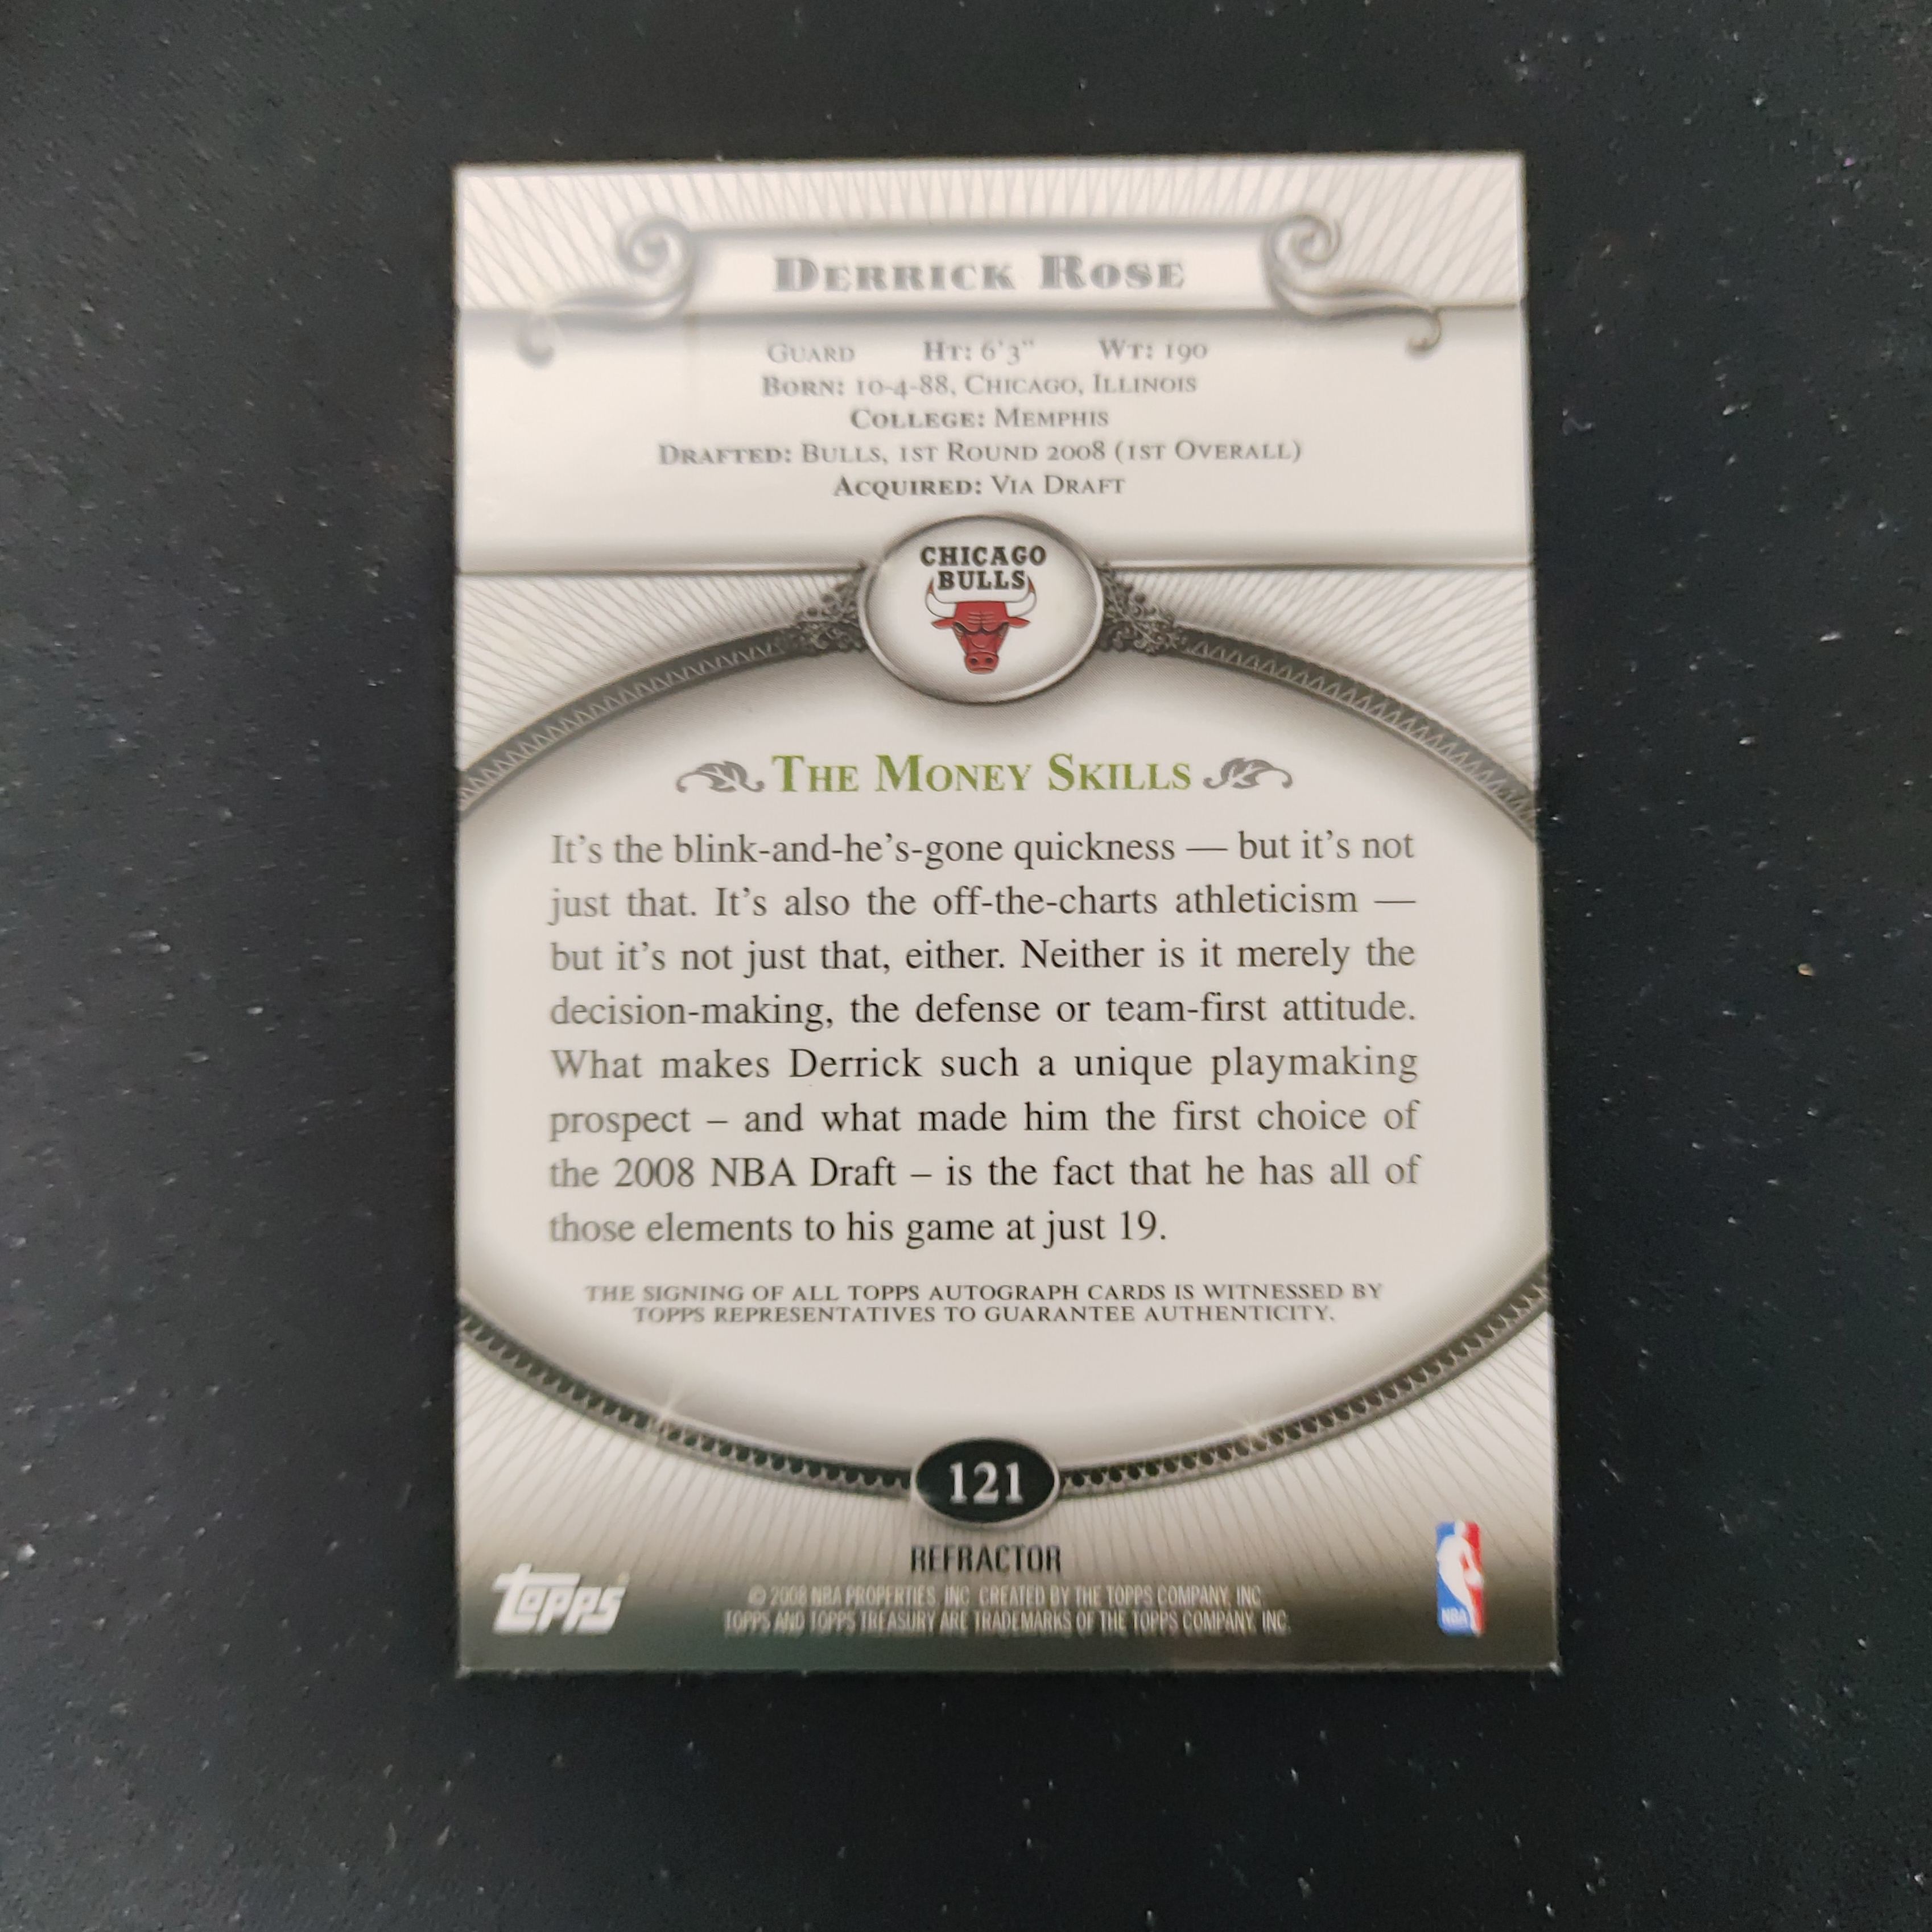 DERRICK ROSE
GUARD HT: 6'3" WT: 190
BORN: 10-4-88, CHICAGO, ILLINOIS
COLLEGE: MEMPHIS
DRAFTED: BULLS, 1ST ROUND 2008 (1ST OVERALL)
ACQUIRED: VIA DRAFT
CHICAGO
BULLS
THE MONEY SKILLS
It's the blink-and-he's-gone quickness — but it's not
just that. It's also the off-the-charts athleticism —
but it's not just that, either. Neither is it merely the
decision-making, the defense or team-first attitude.
What makes Derrick such a unique playmaking
prospect – and what made him the first choice of
the 2008 NBA Draft – is the fact that he has all of
those elements to his game at just 19.
THE SIGNING OF ALL TOPPS AUTOGRAPH CARDS IS WITNESSED BY
TOPPS REPRESENTATIVES TO GUARANTEE AUTHENTICITY.
121
REFRACTOR
© 2008 NBA PROPERTIES, INC. CREATED BY THE TOPPS COMPANY, INC.
TOPPS AND TOPPS TREASURY ARE TRADEMARKS OF THE TOPPS COMPANY, INC.
topps
NBA